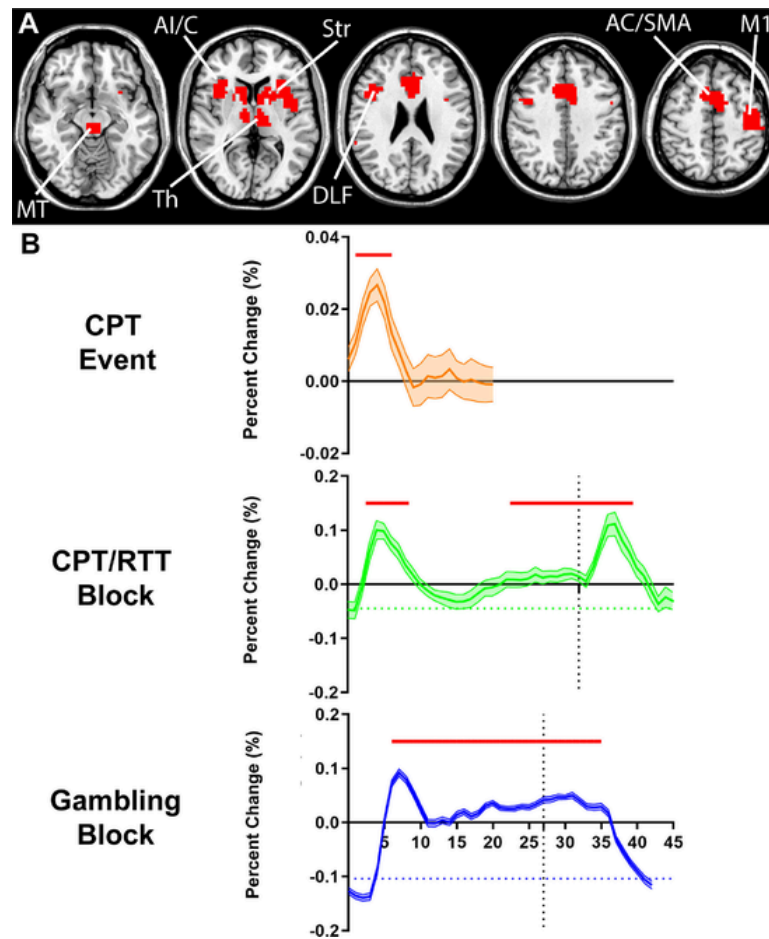 A
AI/C
Str
AC/SMA
M1
MT
Th
DLF
B
CPT
Event
Percent Change (%)
0.04
0.02
0.00
-0.02
CPT/RTT
Block
Percent Change (%)
0.2
0.1
0.0
-0.1
0.2
Gambling
Block
Percent Change (%)
0.2
0.1
0.0
-0.1
-0.2
5 10 15 20 25 30 35 40 45